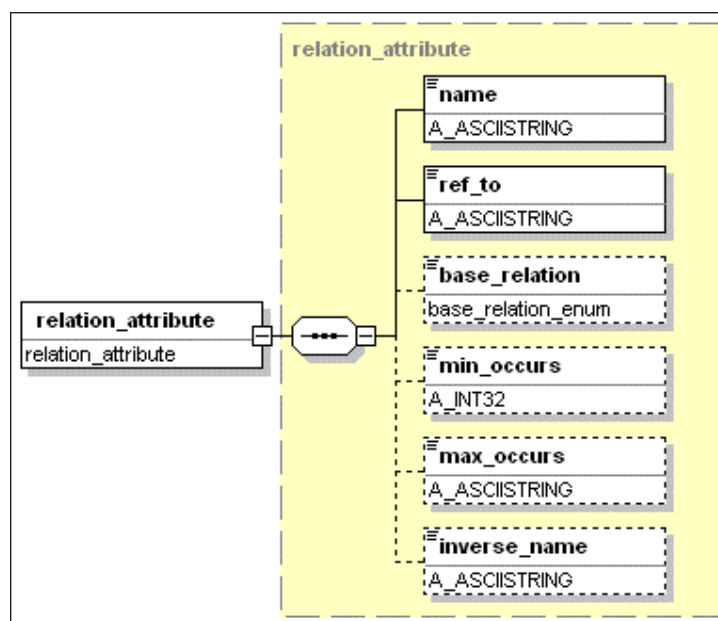 relation_attribute
name
A_ASCIISTRING
ref_to
A_ASCIISTRING
base_relation
base_relation_enum
relation_attribute
relation_attribute
min_occurs
A_INT32
max_occurs
A_ASCIISTRING
inverse_name
A_ASCIISTRING